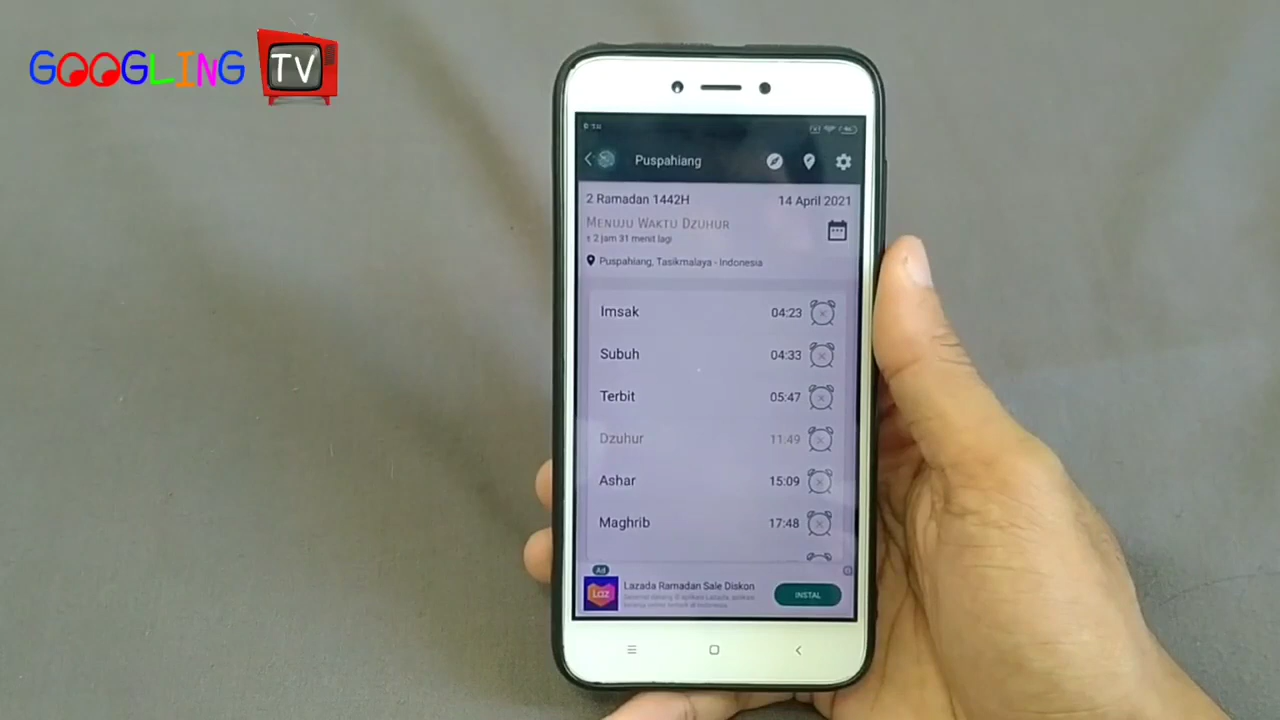 GOOGLING TV
Puspahiang
2 Ramadan 1442H
14 April 2021
Menuju Waktu Dzuhur
± 2 jam 31 menit lagi
Puspahiang, Tasikmalaya - Indonesia
Imsak 04:23
Subuh 04:33
Terbit 05:47
Dzuhur 11:49
Ashar 15:09
Maghrib 17:48
Ad
Lazada Ramadan Sale Diskon
Laz
INSTAL